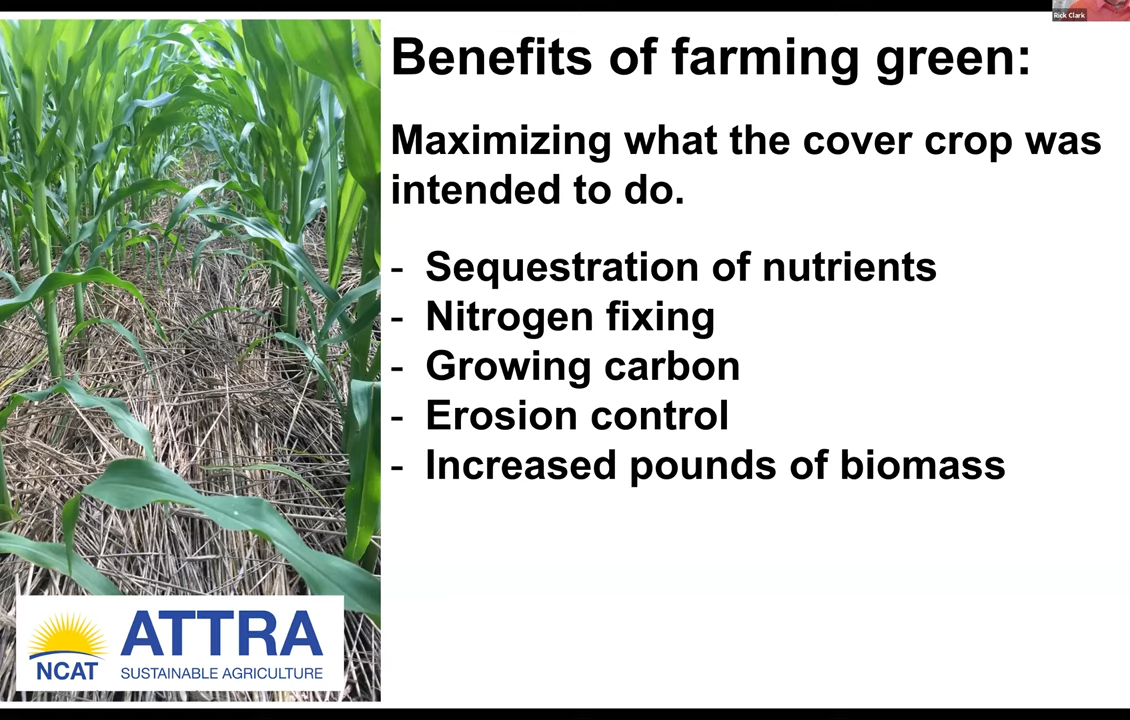 Rick Clark
Benefits of farming green:
Maximizing what the cover crop was
intended to do.
- Sequestration of nutrients
- Nitrogen fixing
- Growing carbon
- Erosion control
- Increased pounds of biomass
NCAT
ATTRA
SUSTAINABLE AGRICULTURE